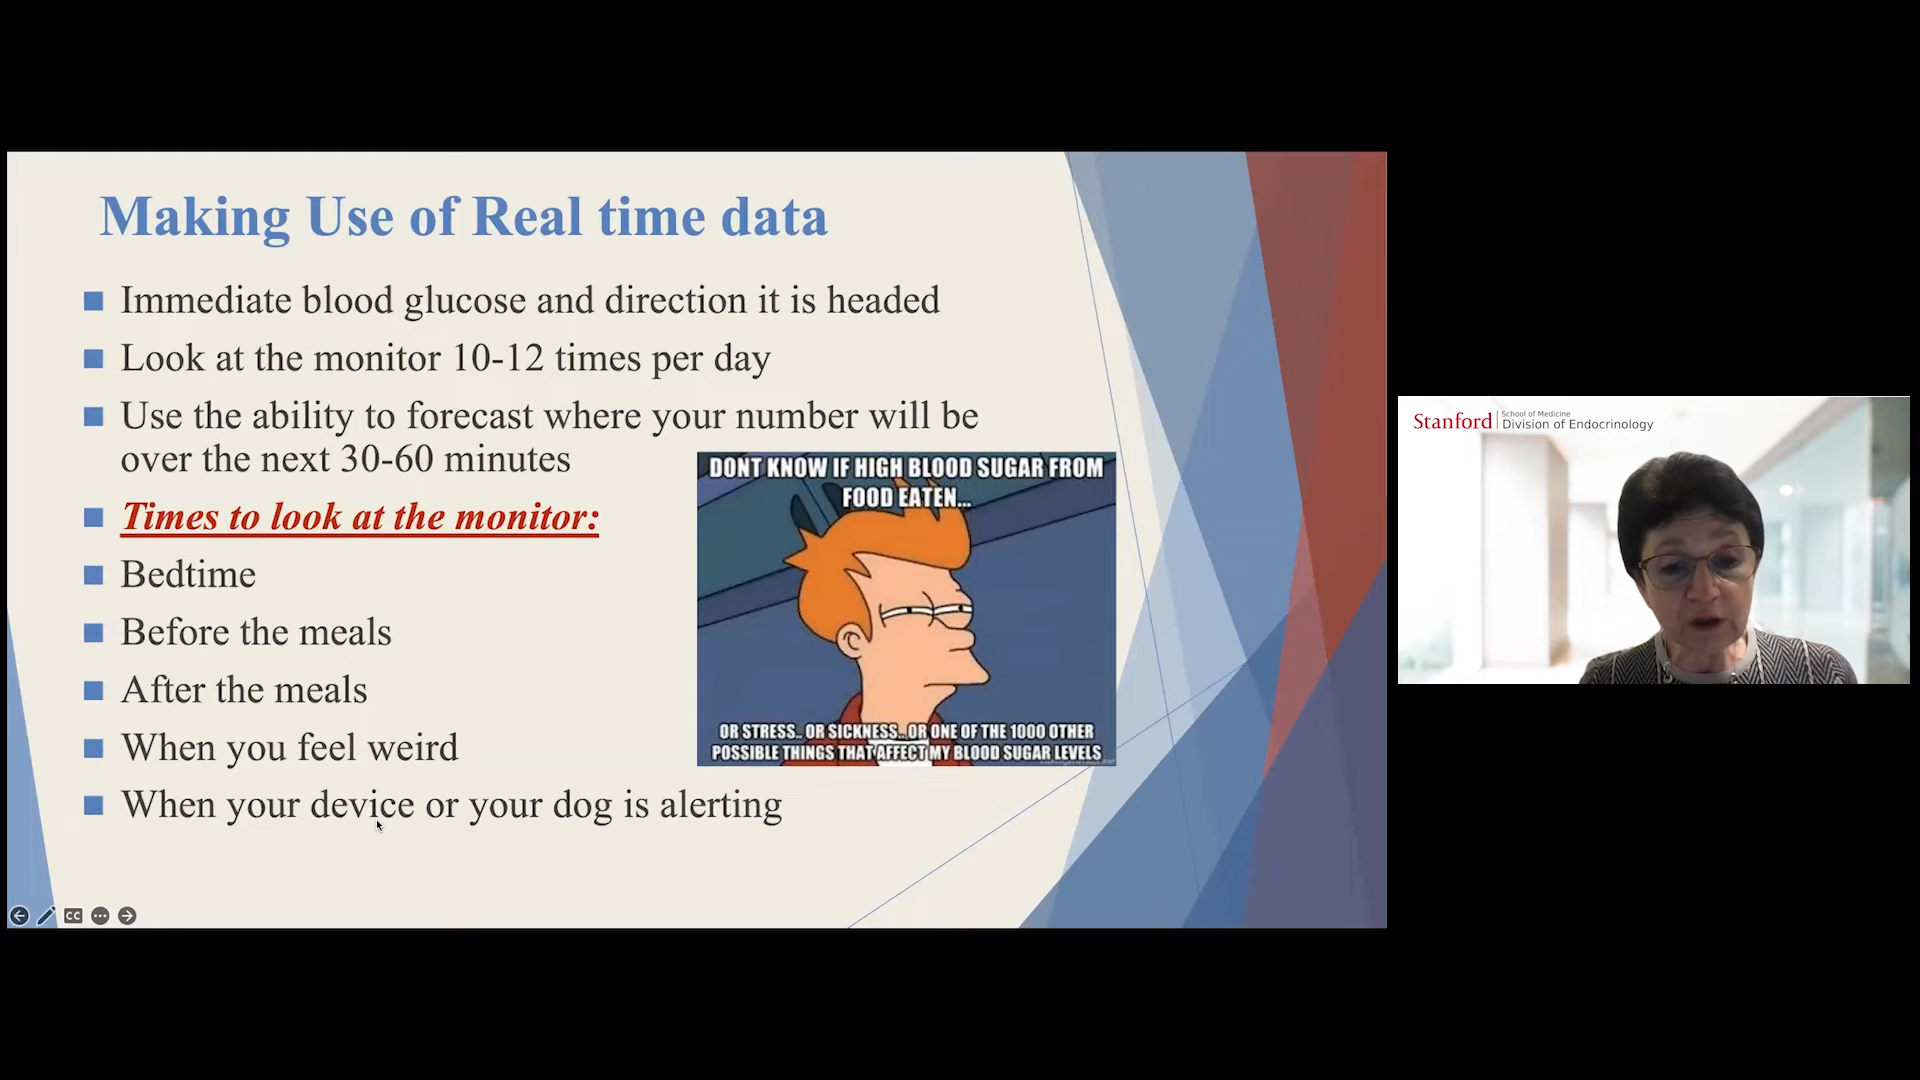 Making Use of Real time data
Immediate blood glucose and direction it is headed
Look at the monitor 10-12 times per day
Use the ability to forecast where your number will be
over the next 30-60 minutes
Times to look at the monitor:
Bedtime
Before the meals
After the meals
When you feel weird
When your device or your dog is alerting
DONT KNOW IF HIGH BLOOD SUGAR FROM
FOOD EATEN...
OR STRESS.. OR SICKNESS.. OR ONE OF THE 1000 OTHER
POSSIBLE THINGS THAT AFFECT MY BLOOD SUGAR LEVELS
CC
Stanford
School of Medicine
Division of Endocrinology